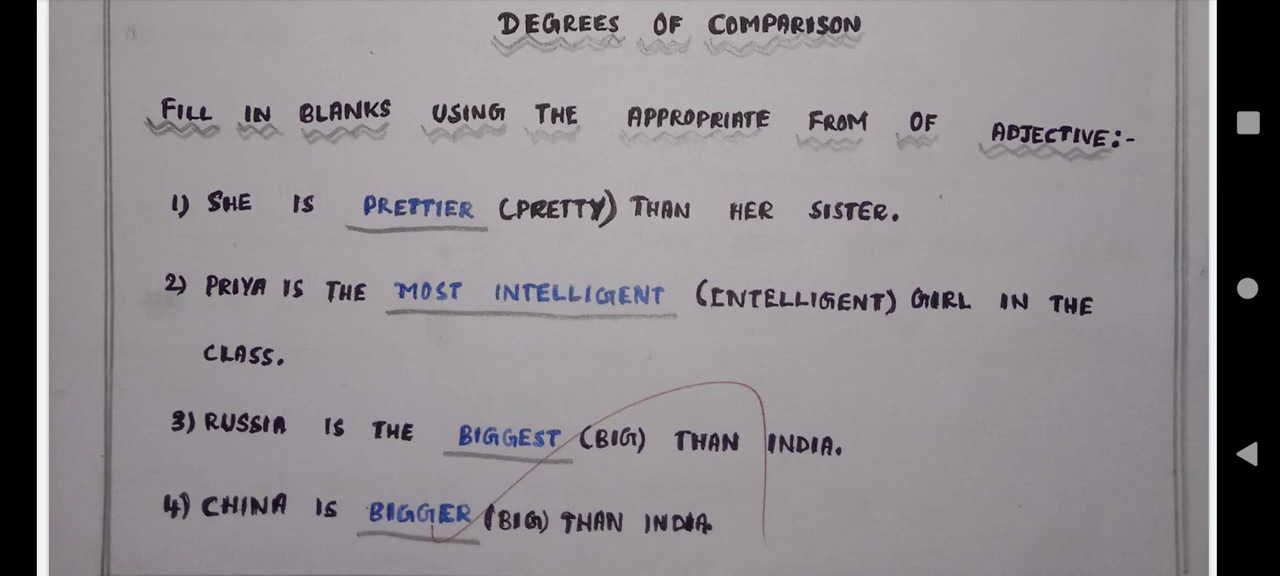 DEGREES OF COMPARISON
FILL IN BLANKS USING THE APPROPRIATE FROM OF ADJECTIVE:-
1) SHE IS PRETTIER (PRETTY) THAN HER SISTER.
2) PRIYA IS THE MOST INTELLIGENT (INTELLIGENT) GIRL IN THE
CLASS.
3) RUSSIA IS THE BIGGEST (BIG) THAN INDIA.
4) CHINA IS BIGGER (BIG) THAN INDIA.